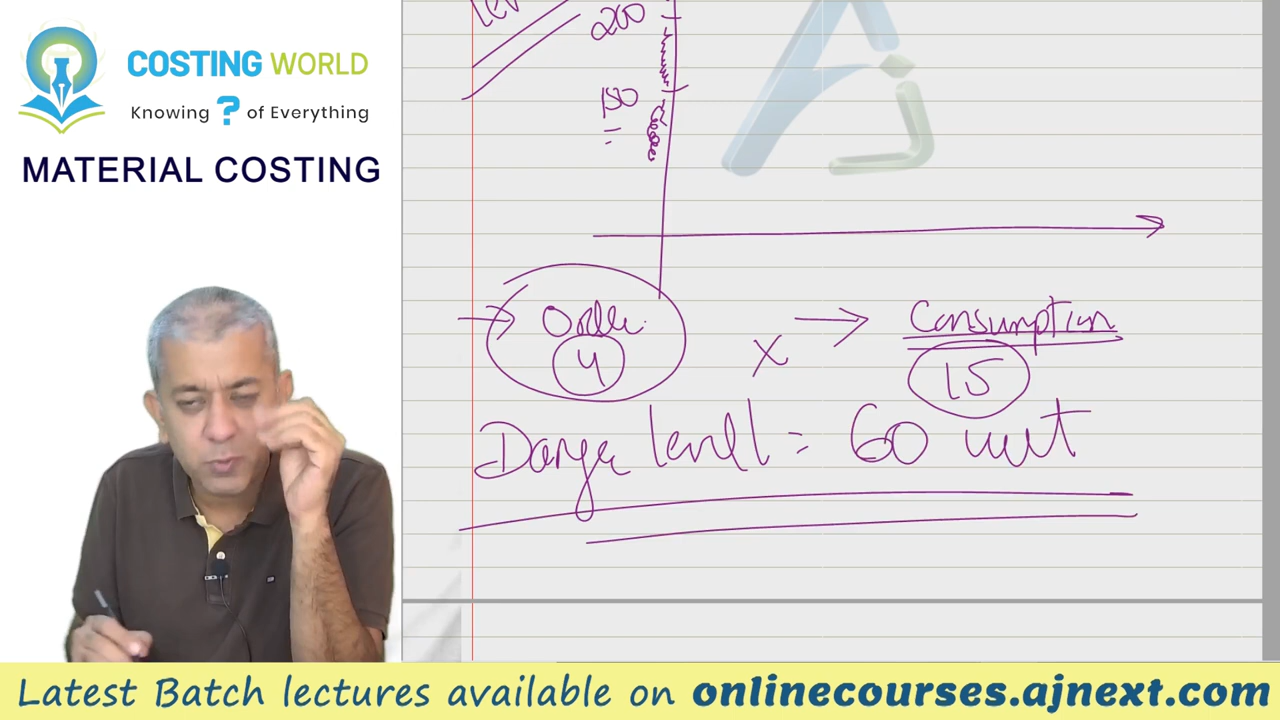 COSTING WORLD
Knowing ? of Everything
MATERIAL COSTING
Lev
200
150
Order
4
X
Consumption
15
Danger level = 60 unit
Latest Batch lectures available on onlinecourses.ajnext.com